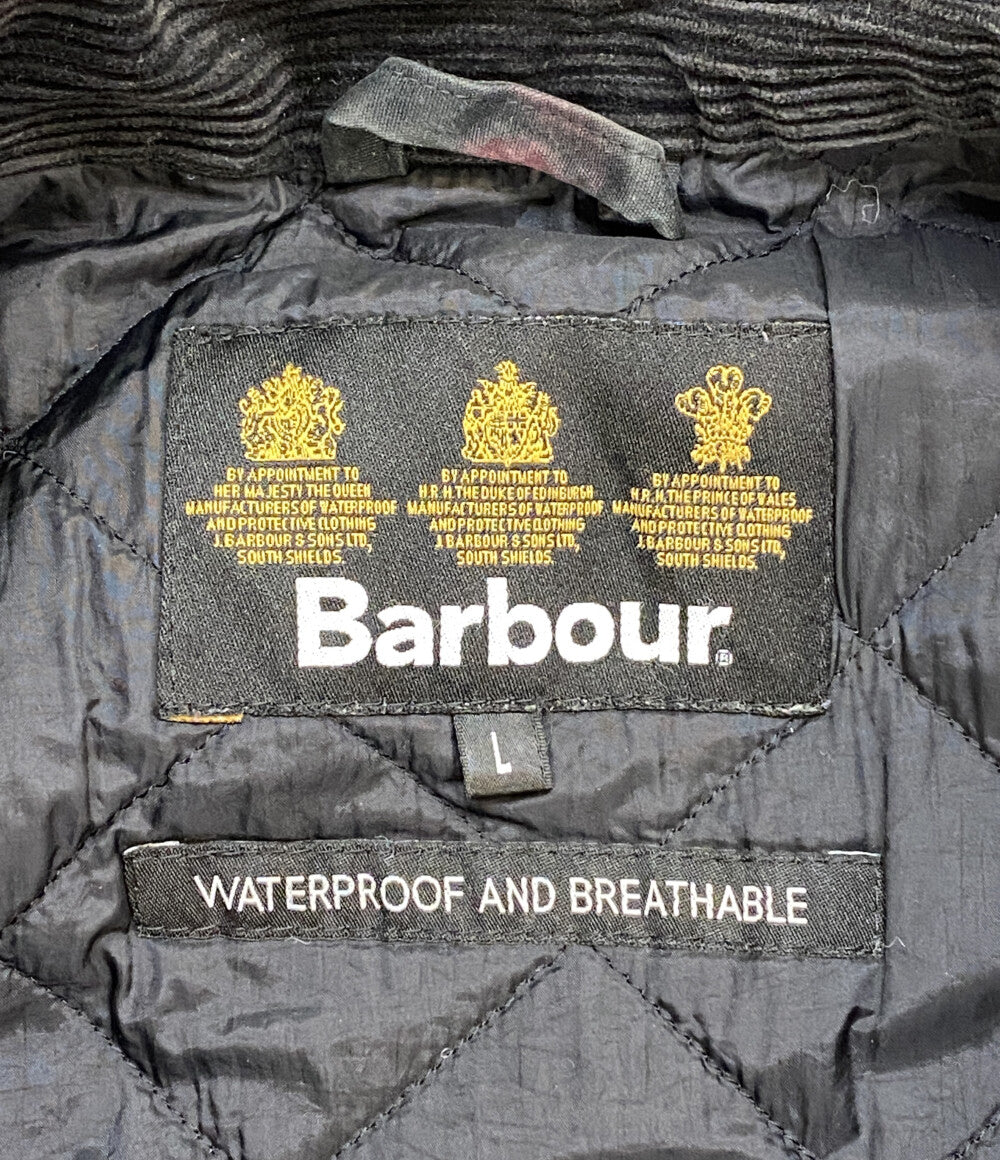 BY APPOINTMENT TO
HER MAJESTY THE QUEEN
MANUFACTURERS OF WATERPROOF
AND PROTECTIVE CLOTHING
J.BARBOUR & SONS LTD,
SOUTH SHIELDS.
BY APPOINTMENT TO
H.R.H. THE DUKE OF EDINBURGH
MANUFACTURERS OF WATERPROOF
AND PROTECTIVE CLOTHING
J.BARBOUR & SONS LTD,
SOUTH SHIELDS.
BY APPOINTMENT TO
H.R.H. THE PRINCE OF WALES
MANUFACTURERS OF WATERPROOF
AND PROTECTIVE CLOTHING
J.BARBOUR & SONS LTD,
SOUTH SHIELDS.
Barbour®
L
WATERPROOF AND BREATHABLE